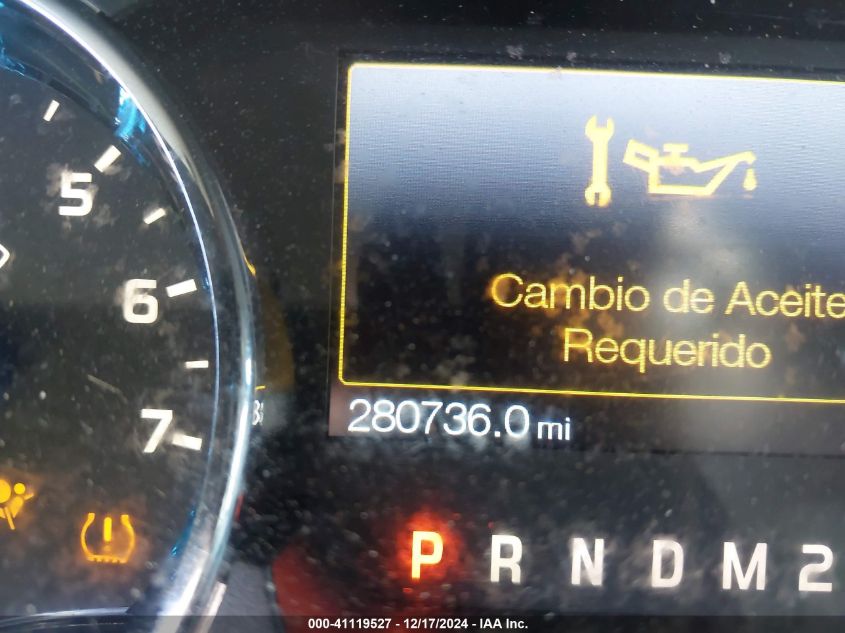 5
6
7
Cambio de Aceite
Requerido
280736.0 mi
P R N D M 2
000-41119527 - 12/17/2024 - IAA Inc.